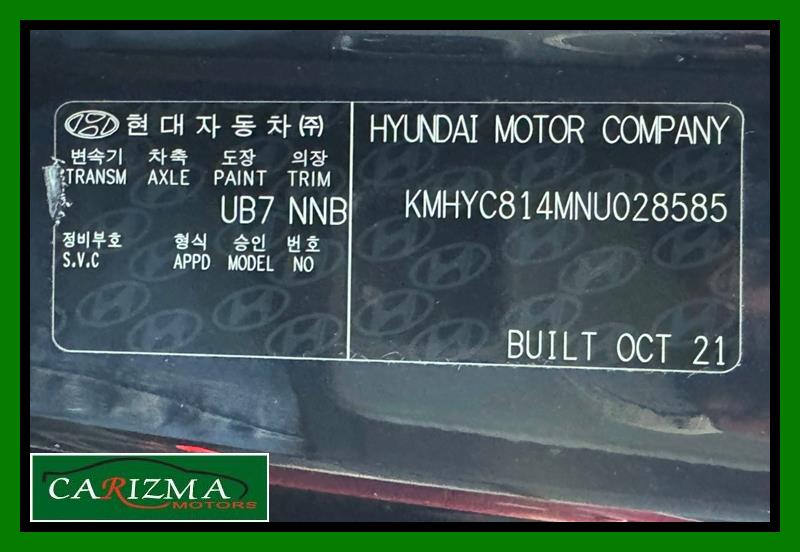 현대자동차㈜
변속기 차축 도장 의장
TRANSM AXLE PAINT TRIM
UB7 NNB
정비부호 형식 승인 번호
S.V.C APPD MODEL NO
HYUNDAI MOTOR COMPANY
KMHYC814MNU028585
BUILT OCT 21
CARIZMA
MOTORS